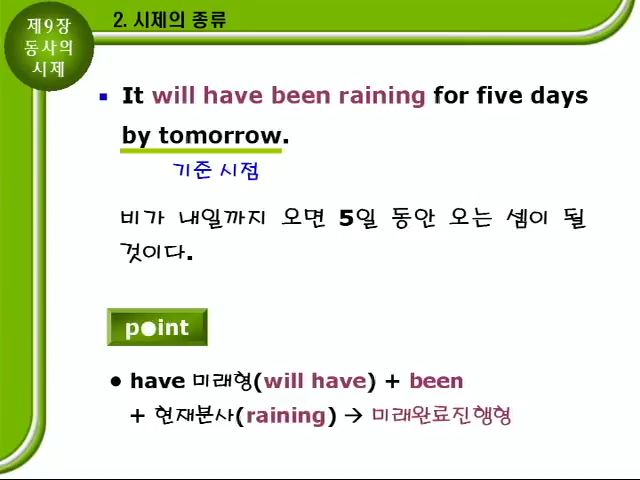 제9장
동사의
시제
2. 시제의 종류
▪ It will have been raining for five days
by tomorrow.
기준 시점
비가 내일까지 오면 5일 동안 오는 셈이 될
것이다.
point
● have 미래형(will have) + been
+ 현재분사(raining) → 미래완료진행형